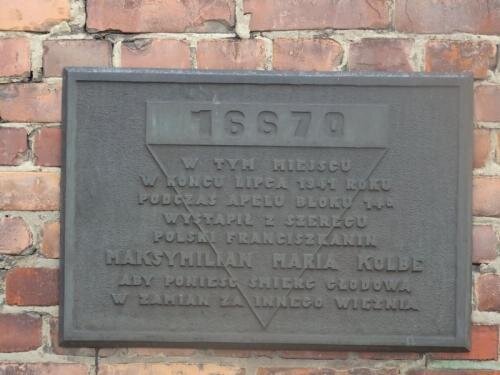 16670
W TYM MIEJSCU
W KOŃCU LIPCA 1941 ROKU
PODCZAS APELU BLOKU 14a
WYSTĄPIŁ Z SZEREGU
POLSKI FRANCISZKANIN
MAKSYMILIAN MARIA KOLBE
ABY PONIEŚĆ ŚMIERĆ GŁODOWĄ
W ZAMIAN ZA INNEGO WIĘŹNIA